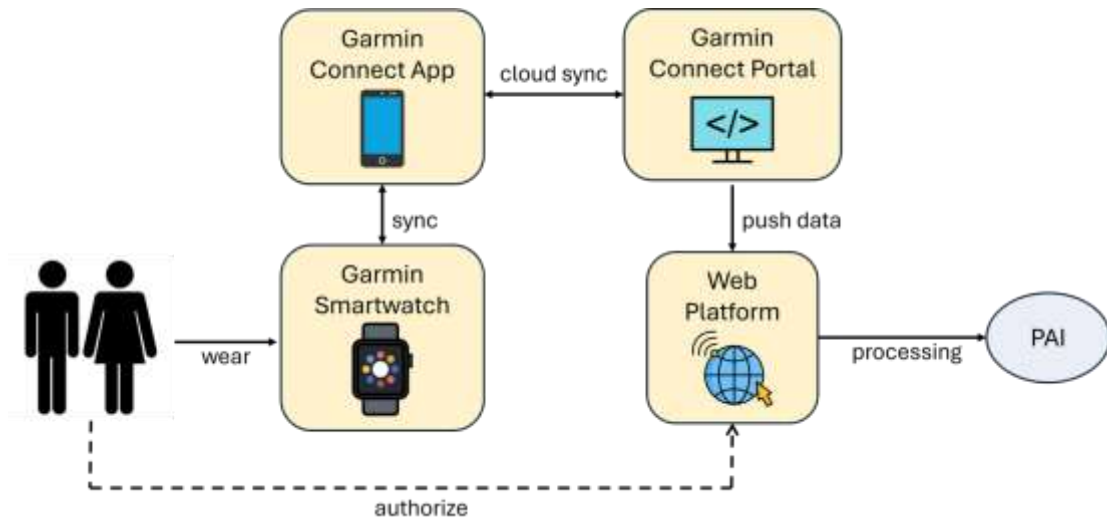 Garmin
Connect App
cloud sync
Garmin
Connect Portal
</>
sync
push data
Garmin
Smartwatch
Web
Platform
wear
processing
PAI
authorize